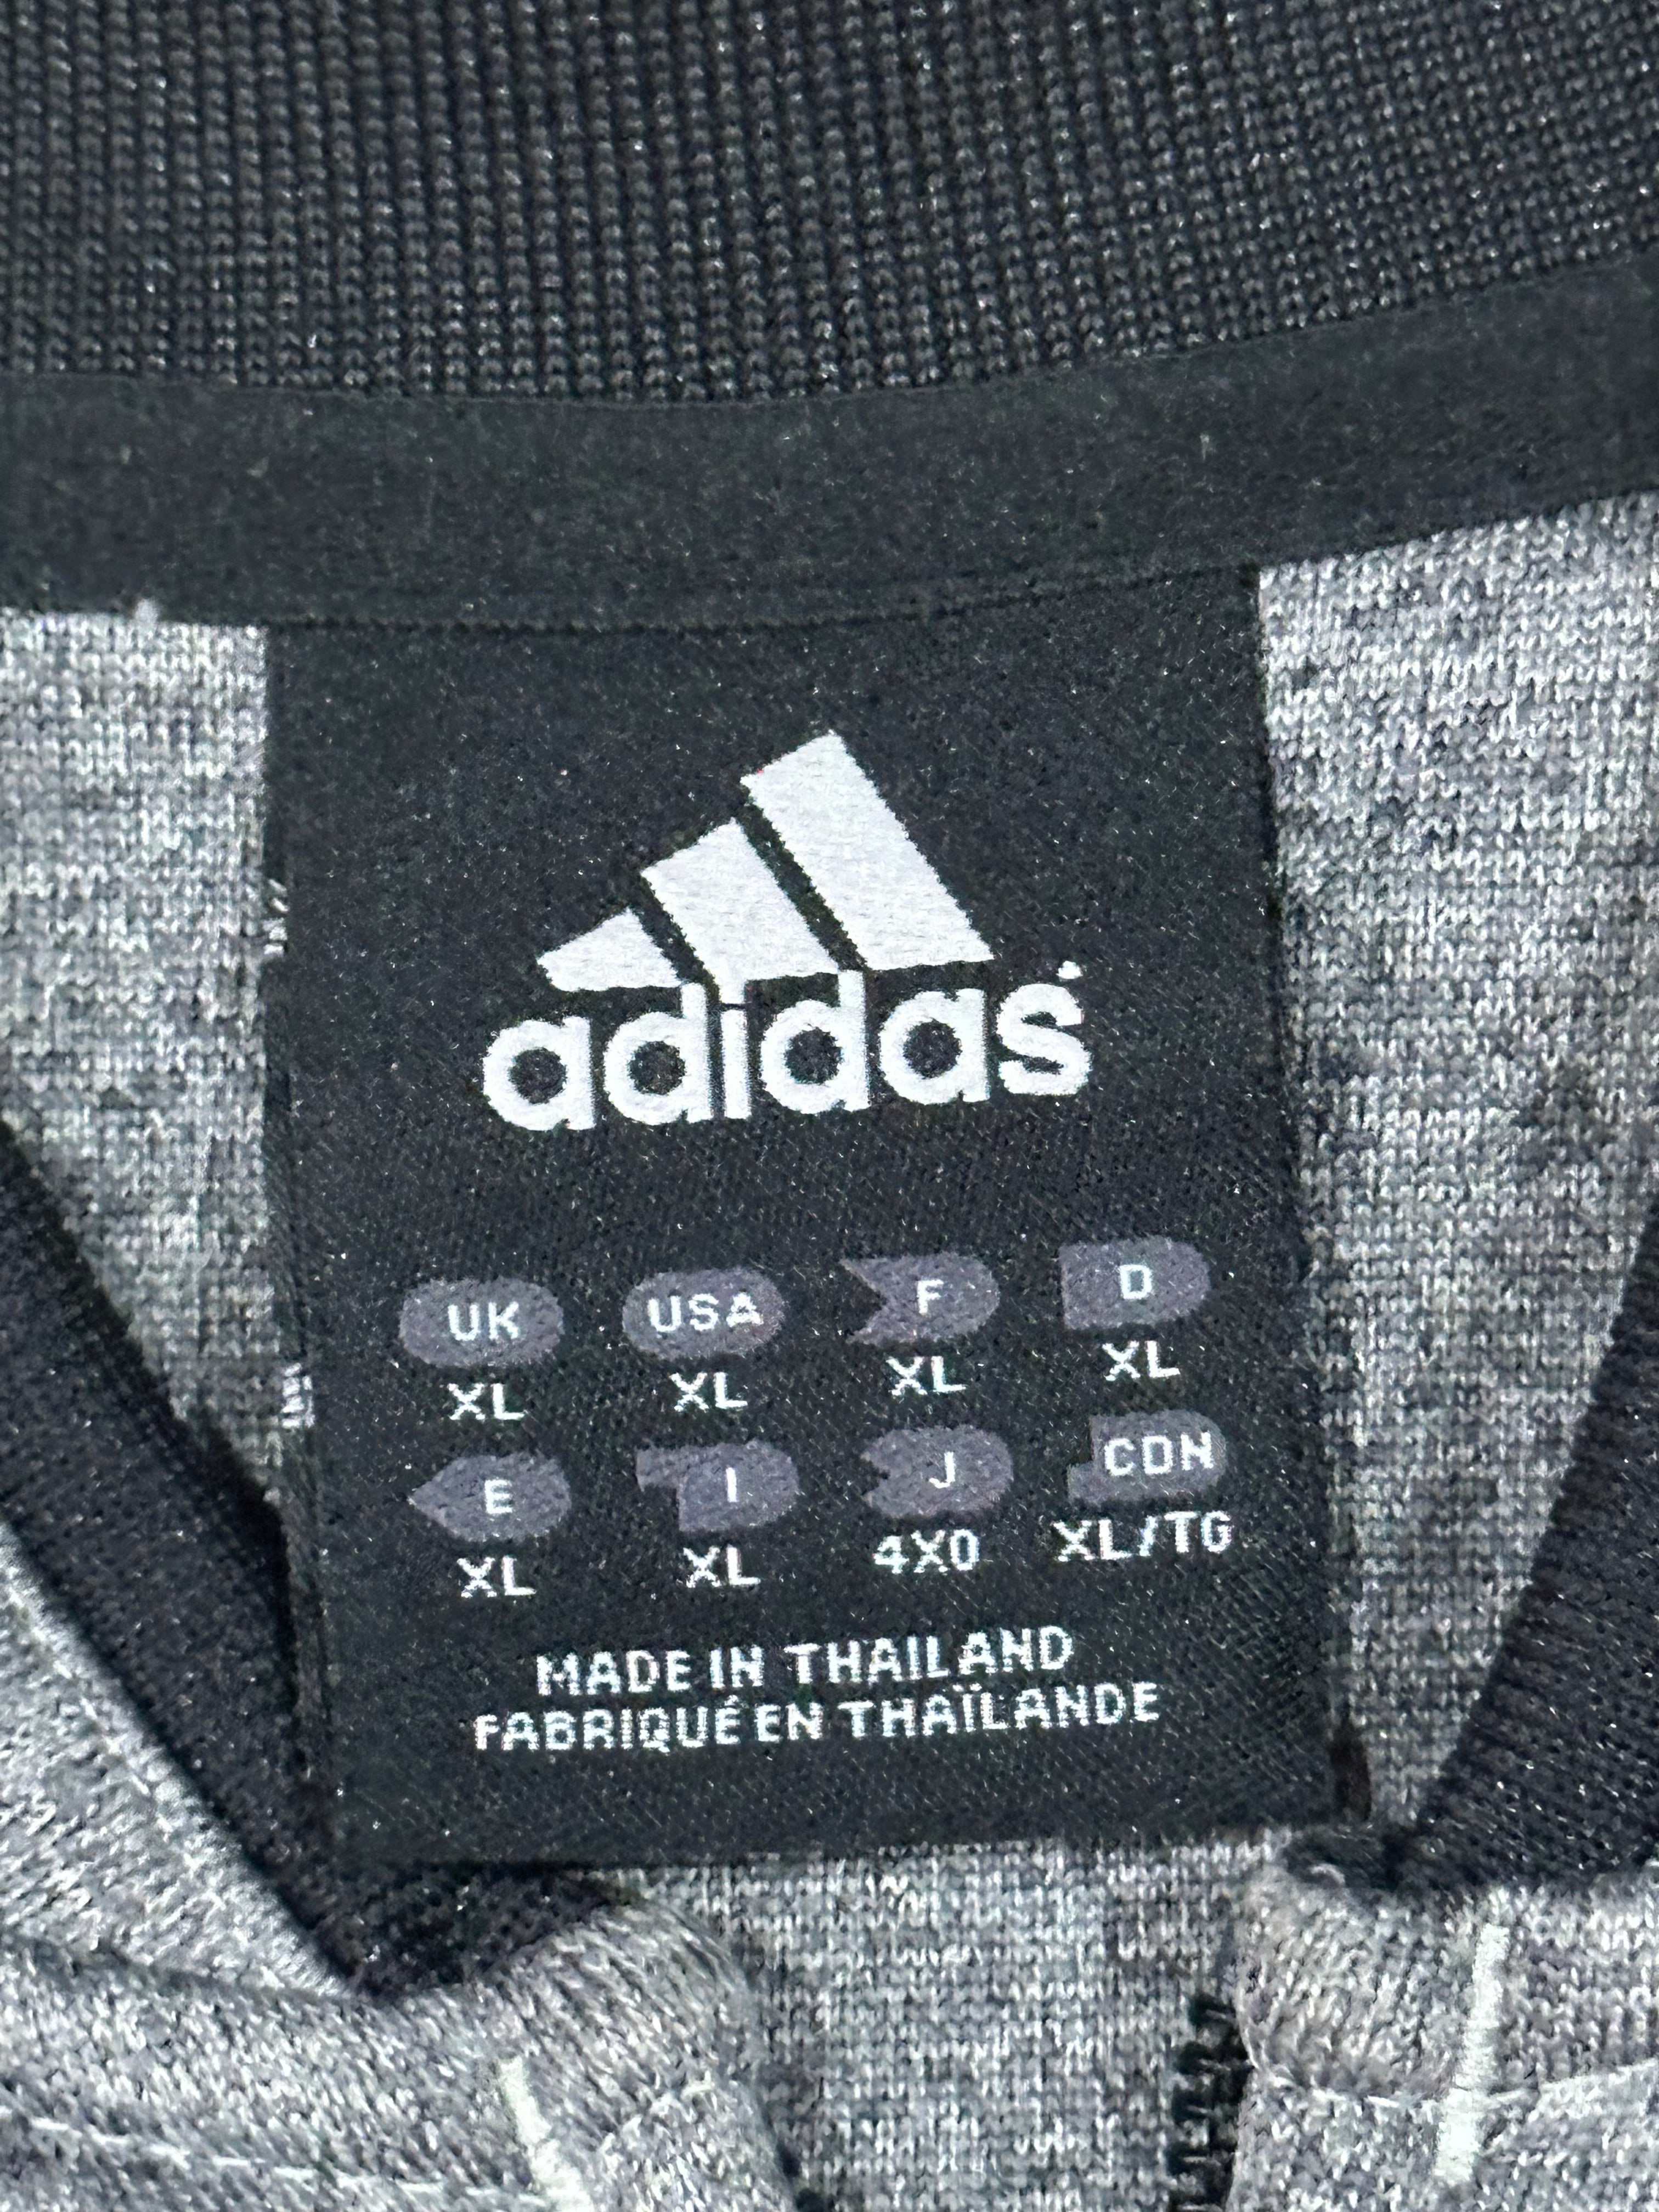 adidas
UK USA F D
XL XL XL XL
E I J CDN
XL XL 4XO XL/TG
MADE IN THAILAND
FABRIQUÉ EN THAÏLANDE